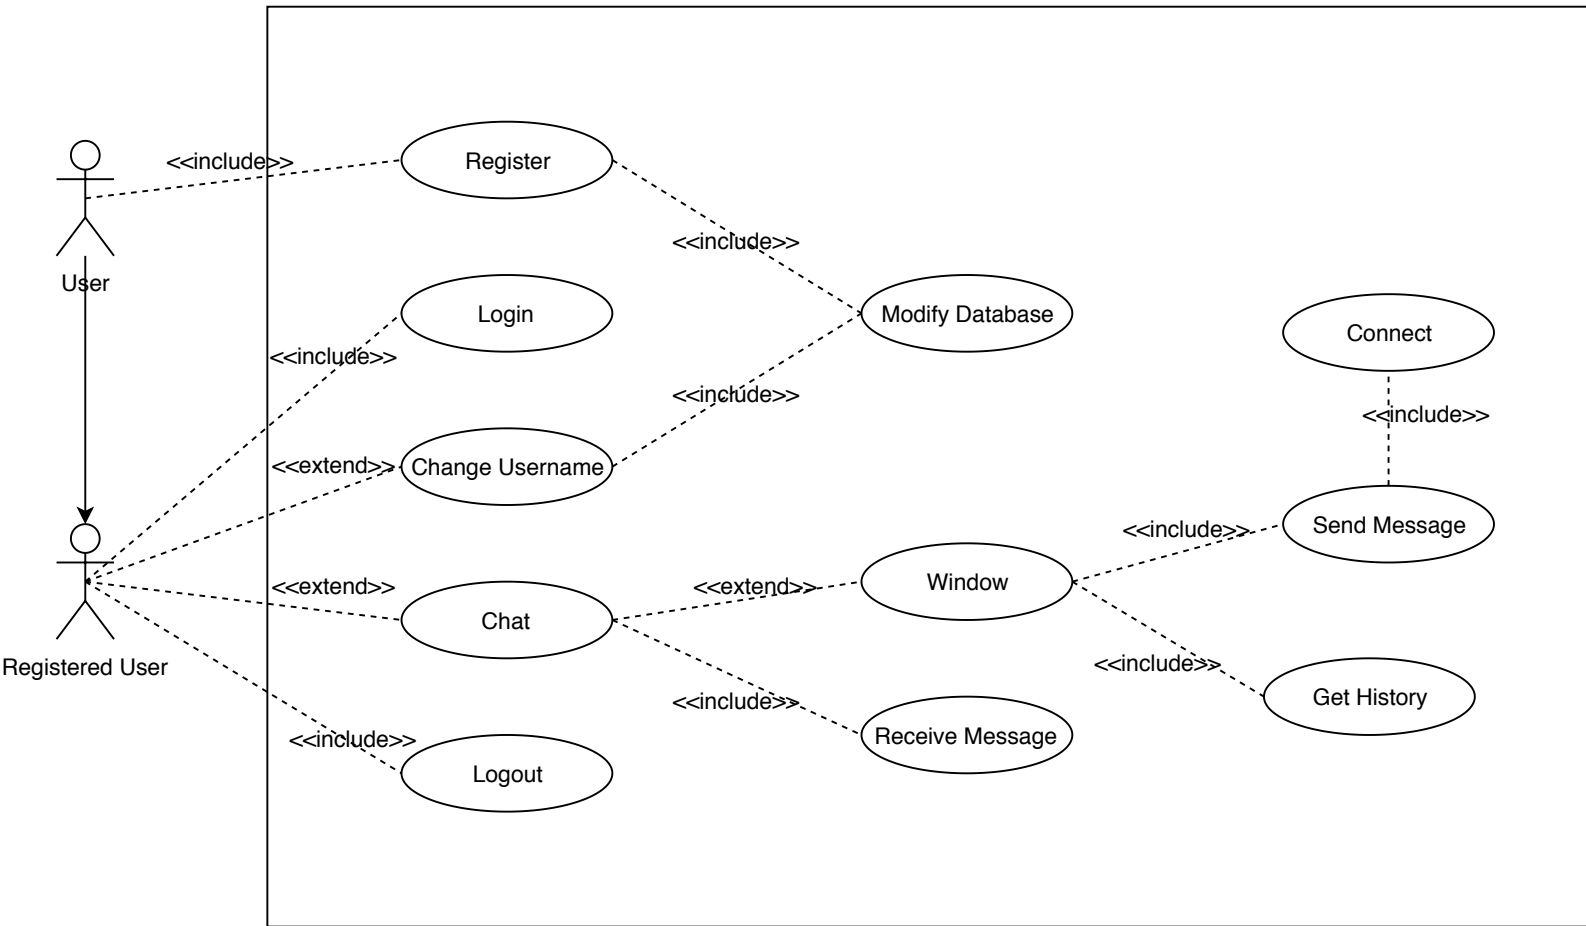 <<include>>
Register
User
<<include>>
Login
Modify Database
Connect
<<include>>
<<include>>
<<include>>
<<extend>>
Change Username
Send Message
<<include>>
<<extend>>
Chat
<<extend>>
Window
Registered User
<<include>>
Get History
<<include>>
Receive Message
<<include>>
Logout